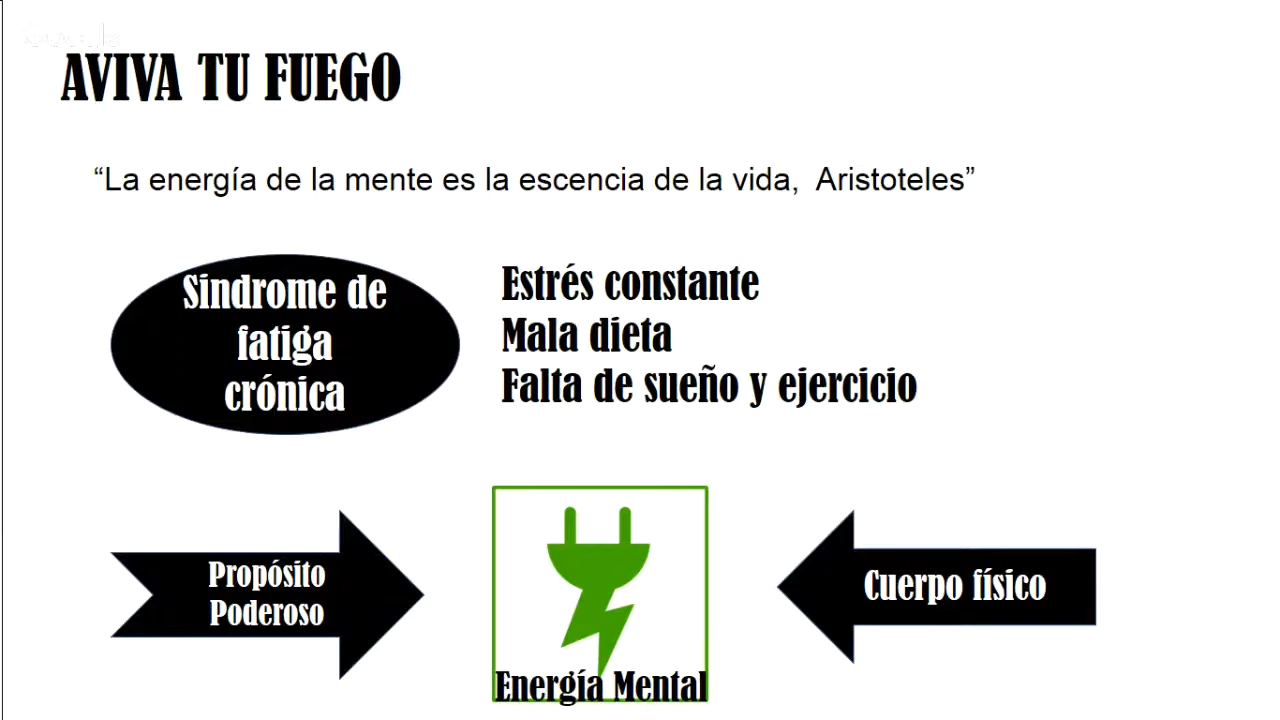 AVIVA TU FUEGO
“La energía de la mente es la escencia de la vida, Aristoteles”
Sindrome de
fatiga
crónica
Estrés constante
Mala dieta
Falta de sueño y ejercicio
Propósito
Poderoso
Energía Mental
Cuerpo físico